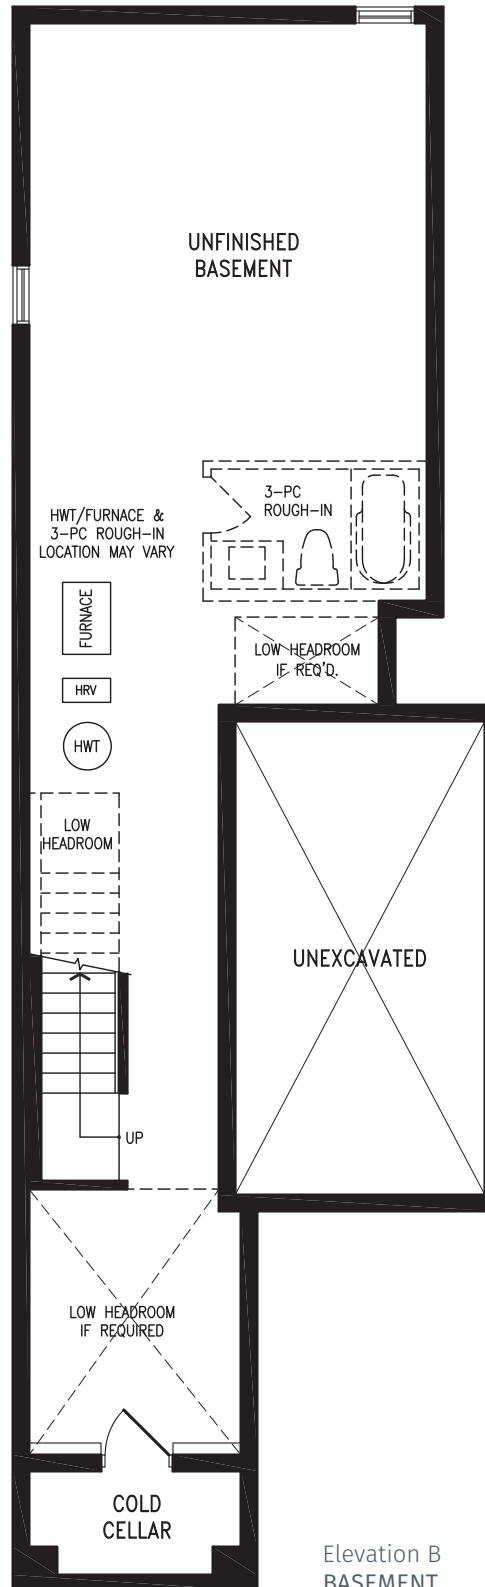 UNFINISHED
BASEMENT
3-PC
ROUGH-IN
HWT/FURNACE &
3-PC ROUGH-IN
LOCATION MAY VARY
FURNACE
LOW HEADROOM
IF REQ'D.
HRV
HWT
LOW
HEADROOM
UNEXCAVATED
UP
LOW HEADROOM
IF REQUIRED
COLD
CELLAR
Elevation B
BASEMENT